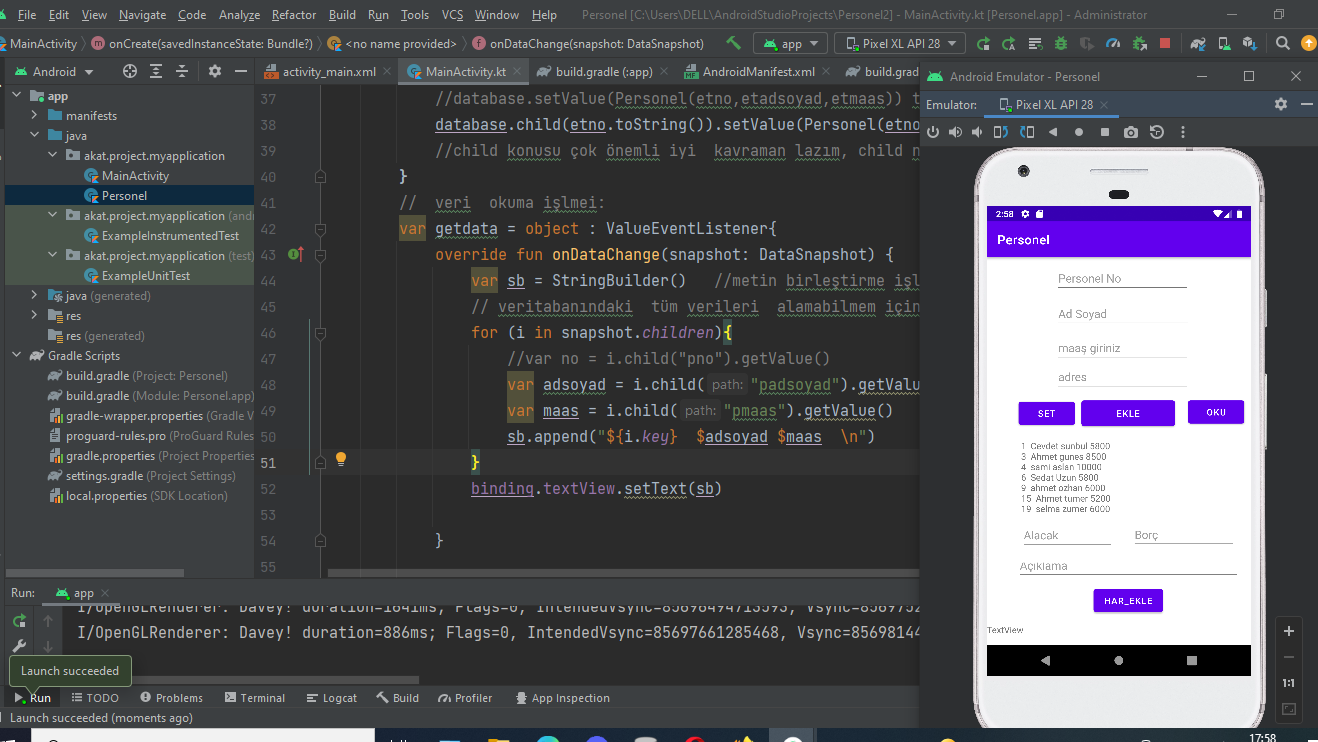 File Edit View Navigate Code Analyze Refactor Build Run Tools VCS Window Help Personel [C:\Users\DELL\AndroidStudioProjects\Personel2] - MainActivity.kt [Personel.app] - Administrator
MainActivity onCreate(savedInstanceState: Bundle?) <no name provided> onDataChange(snapshot: DataSnapshot) app Pixel XL API 28
Android
activity_main.xml MainActivity.kt build.gradle (:app) AndroidManifest.xml build.grad
app
manifests
java
akat.project.myapplication
MainActivity
Personel
akat.project.myapplication (andr
ExampleInstrumentedTest
akat.project.myapplication (test)
ExampleUnitTest
java (generated)
res
res (generated)
Gradle Scripts
build.gradle (Project: Personel)
build.gradle (Module: Personel.app)
gradle-wrapper.properties (Gradle V
proguard-rules.pro (ProGuard Rules
gradle.properties (Project Properties
settings.gradle (Project Settings)
local.properties (SDK Location)
37 //database.setValue(Personel(etno,etadsoyad,etmaas)) t
38 database.child(etno.toString()).setValue(Personel(etno
39 //child konusu çok önemli iyi kavraman lazım, child n
40 }
41 // veri okuma işlmei:
42 var getdata = object : ValueEventListener{
43 override fun onDataChange(snapshot: DataSnapshot) {
44 var sb = StringBuilder() //metin birleştirme işl
45 // veritabanındaki tüm verileri alamabilmem için
46 for (i in snapshot.children){
47 //var no = i.child("pno").getValue()
48 var adsoyad = i.child( path: "padsoyad").getValu
49 var maas = i.child( path: "pmaas").getValue()
50 sb.append("${i.key} $adsoyad $maas \n")
51 }
52 binding.textView.setText(sb)
53
54 }
55
Android Emulator - Personel
Emulator: Pixel XL API 28
2:58
Personel
Personel No
Ad Soyad
maaş giriniz
adres
SET EKLE OKU
1 Cevdet sunbul 5800
3 Ahmet gunes 8500
4 sami aslan 10000
6 Sedat Uzun 5800
9 ahmet ozhan 6000
15 Ahmet tumer 5200
19 selma zumer 6000
Alacak Borç
Açıklama
HAR_EKLE
TextView
1:1
Run: app
I/OpenGLRenderer: Davey! duration=1641ms; Flags=0, IntendedVsync=85696494713593, Vsync=8569752
I/OpenGLRenderer: Davey! duration=886ms; Flags=0, IntendedVsync=85697661285468, Vsync=85698144
Launch succeeded
Run TODO Problems Terminal Logcat Build Profiler App Inspection
Launch succeeded (moments ago)
17:58